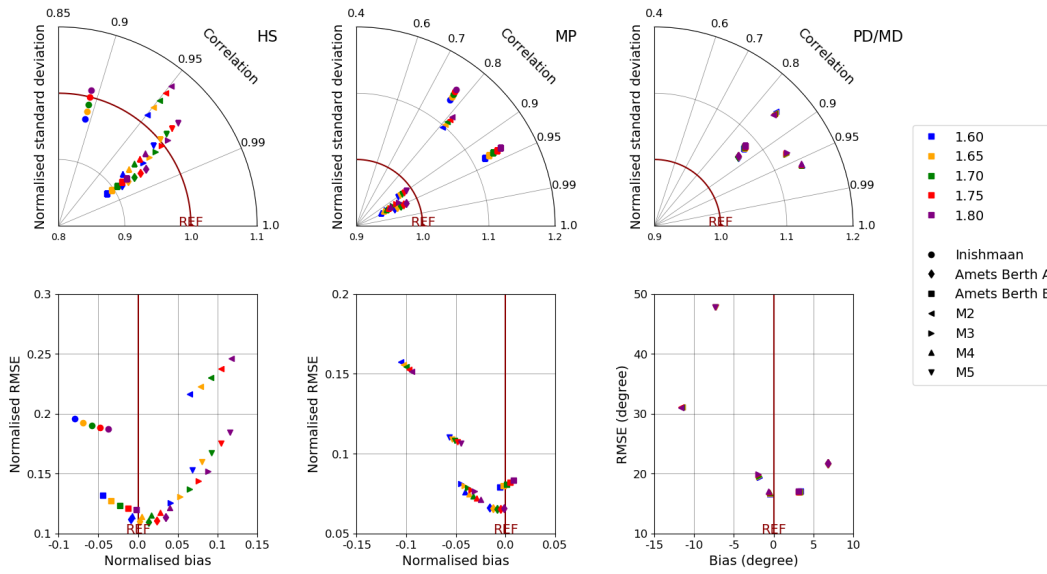 0.85
0.9
0.95
0.99
1.0
HS
Correlation
Normalised standard deviation
REF
0.8
0.9
1.0
1.1
0.4
0.6
0.7
0.8
0.9
0.95
0.99
1.0
MP
Correlation
Normalised standard deviation
REF
0.9
1.0
1.1
1.2
0.4
0.6
0.7
0.8
0.9
0.95
0.99
1.0
PD/MD
Correlation
Normalised standard deviation
REF
0.9
1.0
1.1
1.2
1.60
1.65
1.70
1.75
1.80
Inishmaan
Amets Berth A
Amets Berth
M2
M3
M4
M5
0.3
0.25
0.2
0.15
0.1
Normalised RMSE
REF
-0.1
-0.05
0.0
0.05
0.1
0.15
Normalised bias
0.2
0.15
0.1
0.05
Normalised RMSE
REF
-0.15
-0.1
-0.05
0.0
0.05
Normalised bias
50
40
30
20
10
RMSE (degree)
REF
-15
-10
-5
0
5
10
Bias (degree)